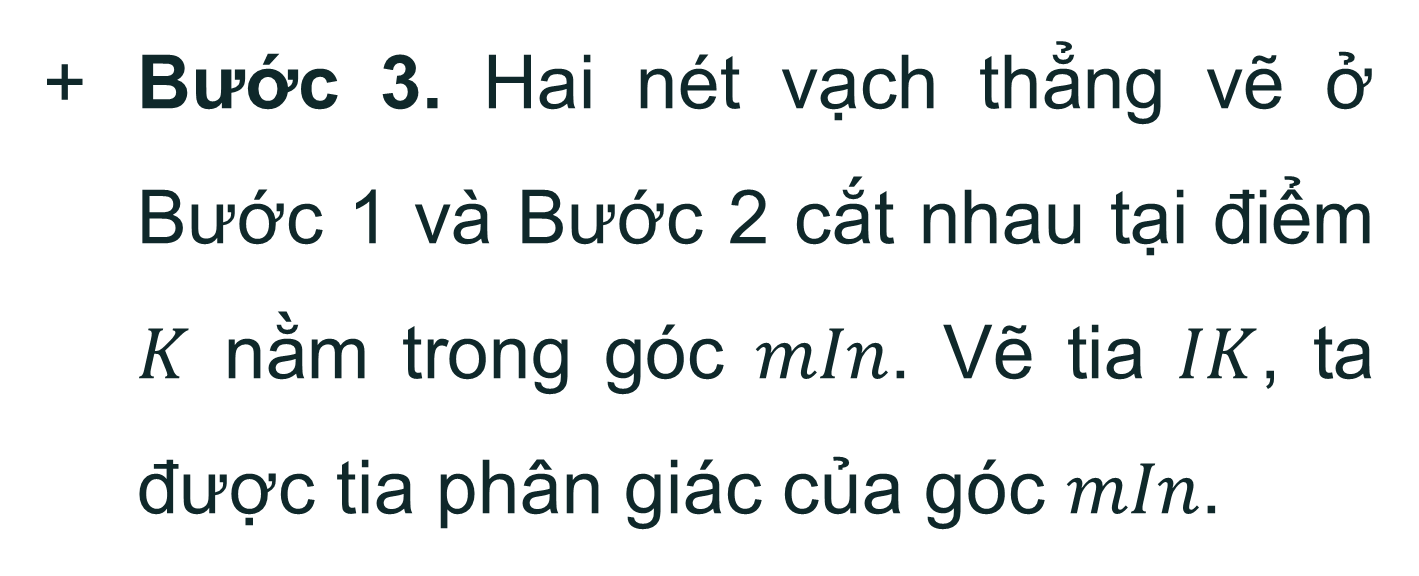 + Bước 3. Hai nét vạch thẳng vẽ ở
Bước 1 và Bước 2 cắt nhau tại điểm
K nằm trong góc mIn. Vẽ tia IK, ta
được tia phân giác của góc mIn.